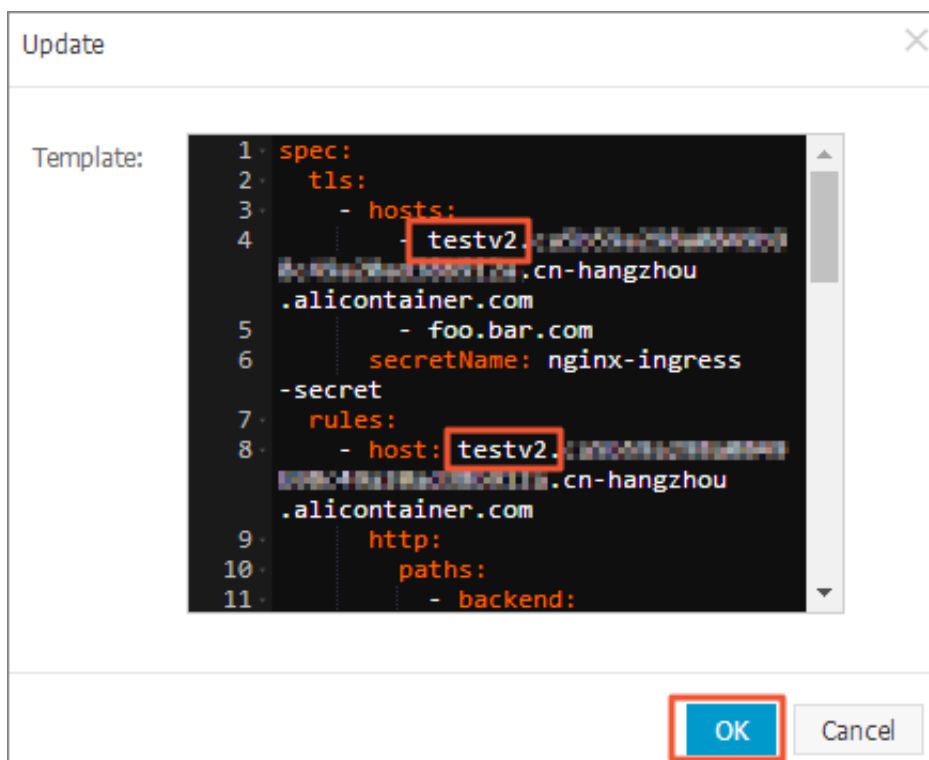 Update
Template:
1 spec:
2 tls:
3 - hosts:
4 - testv2.
.cn-hangzhou
.alicontainer.com
5 - foo.bar.com
6 secretName: nginx-ingress
-secret
7 rules:
8 - host: testv2.
.cn-hangzhou
.alicontainer.com
9 http:
10 paths:
11 - backend:
OK Cancel